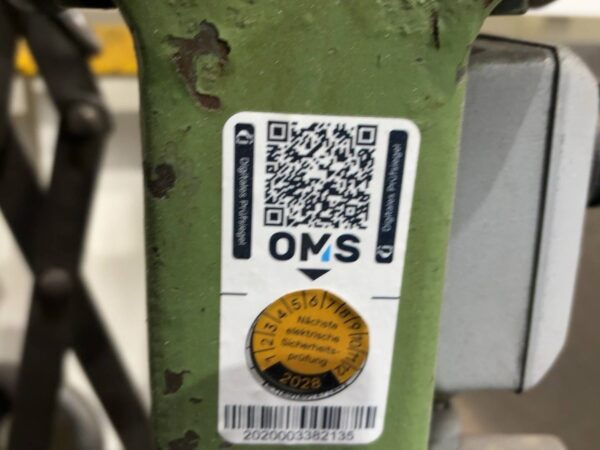 Digitales Prüfsiegel
Digitales Prüfsiegel
OMS
1 2 3 4 5 6 7 8 9 10 11 12
Nächste
elektrische
Sicherheits-
prüfung
2028
2020003382135